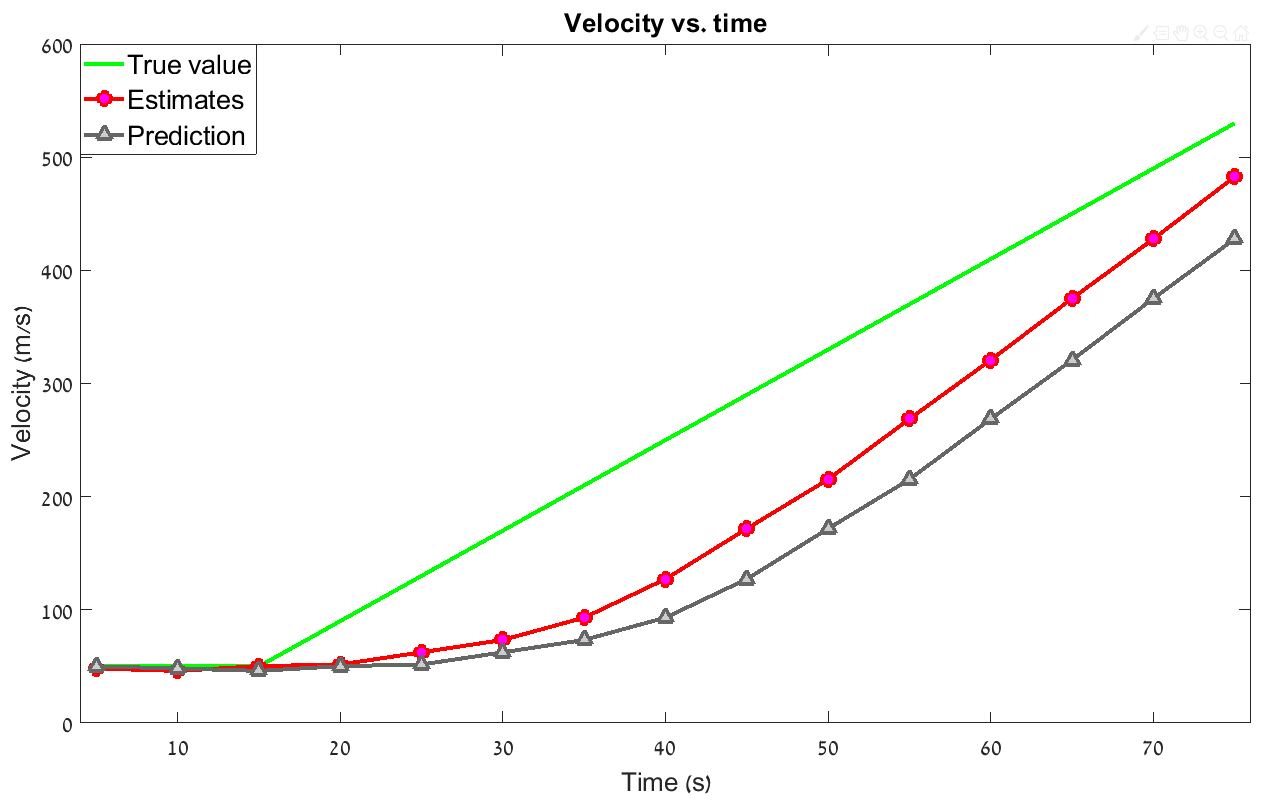 Velocity vs. time
True value
Estimates
Prediction
600
500
400
300
200
100
0
Velocity (m/s)
10 20 30 40 50 60 70
Time (s)